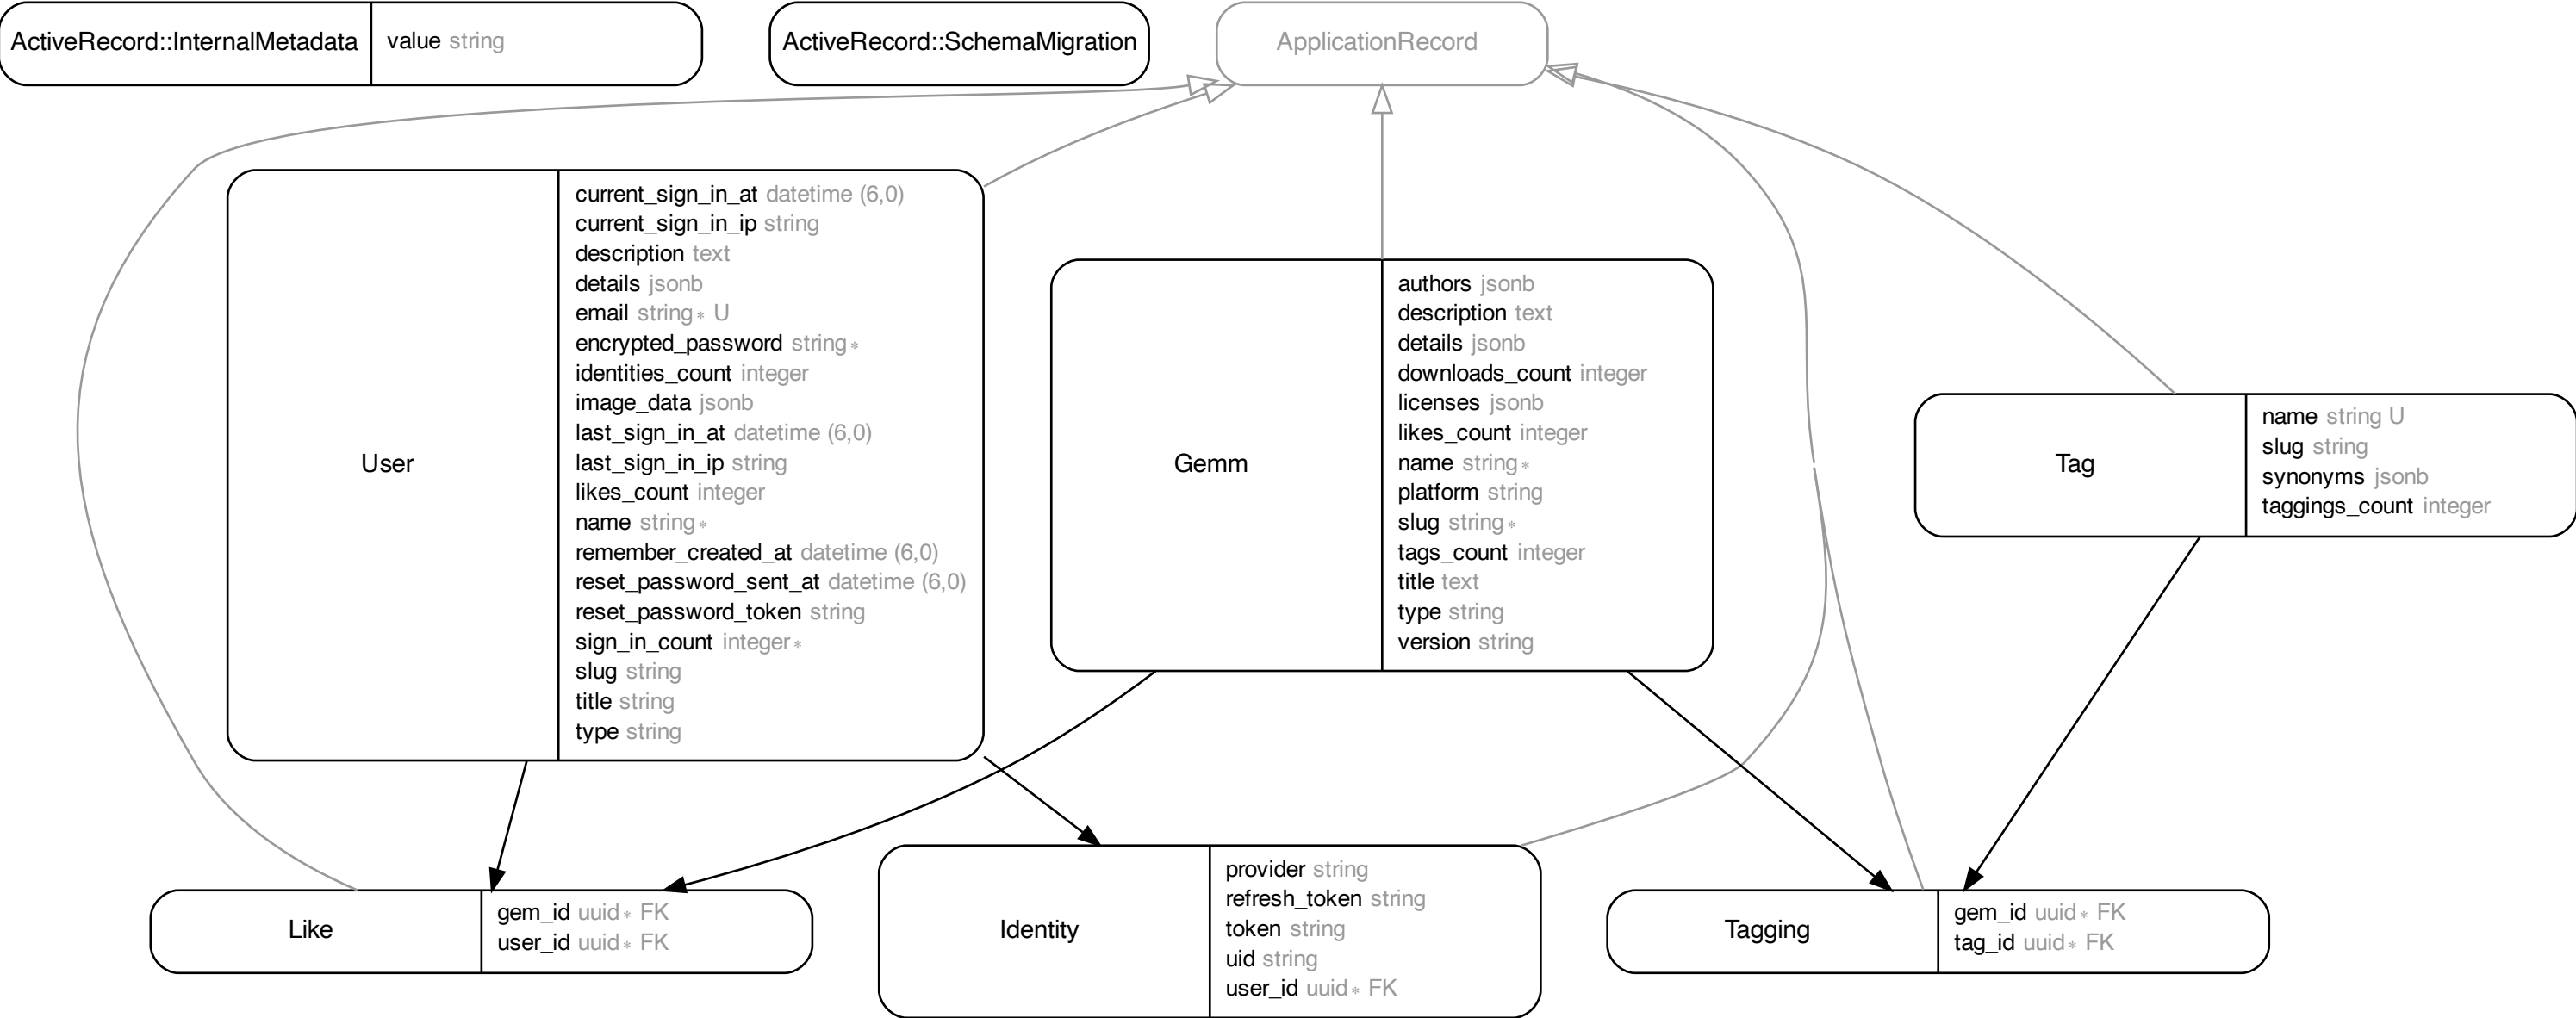 ActiveRecord::InternalMetadata
value string
ActiveRecord::SchemaMigration
ApplicationRecord
User
current_sign_in_at datetime (6,0)
current_sign_in_ip string
description text
details jsonb
email string∗ U
encrypted_password string∗
identities_count integer
image_data jsonb
last_sign_in_at datetime (6,0)
last_sign_in_ip string
likes_count integer
name string∗
remember_created_at datetime (6,0)
reset_password_sent_at datetime (6,0)
reset_password_token string
sign_in_count integer∗
slug string
title string
type string
Gemm
authors jsonb
description text
details jsonb
downloads_count integer
licenses jsonb
likes_count integer
name string∗
platform string
slug string∗
tags_count integer
title text
type string
version string
Tag
name string U
slug string
synonyms jsonb
taggings_count integer
Like
gem_id uuid∗ FK
user_id uuid∗ FK
Identity
provider string
refresh_token string
token string
uid string
user_id uuid∗ FK
Tagging
gem_id uuid∗ FK
tag_id uuid∗ FK